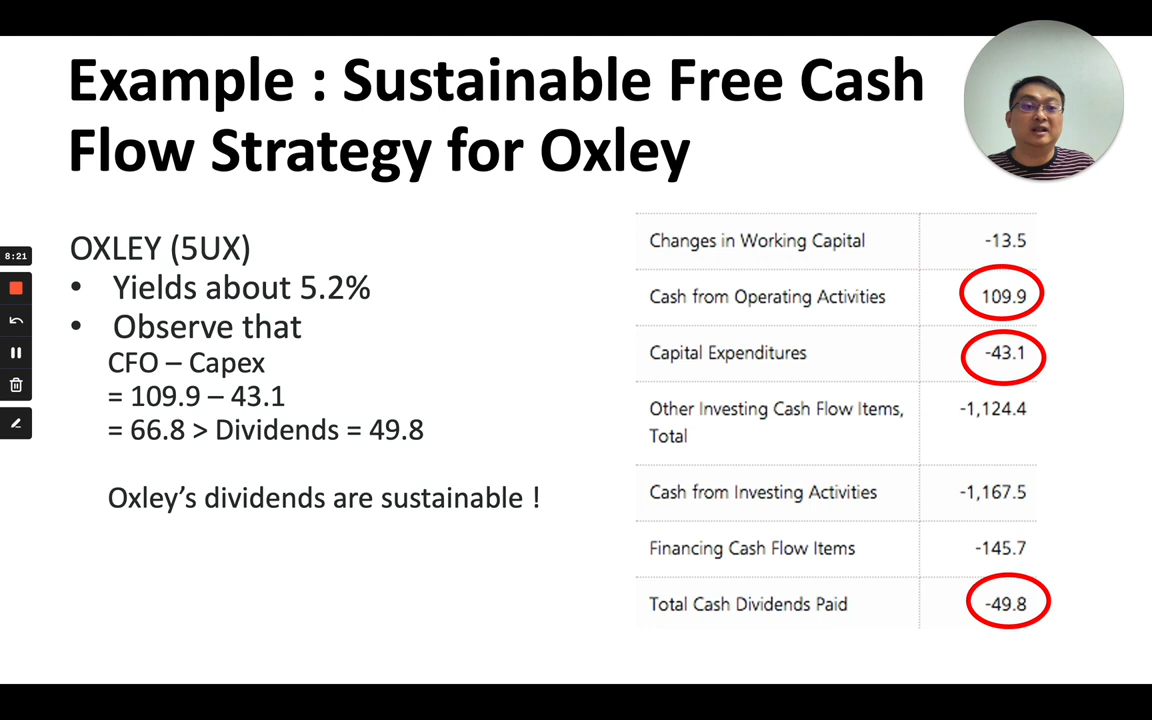 Example : Sustainable Free Cash
Flow Strategy for Oxley
OXLEY (5UX)
• Yields about 5.2%
• Observe that
CFO – Capex
= 109.9 – 43.1
= 66.8 > Dividends = 49.8
Oxley’s dividends are sustainable !
8:21
Changes in Working Capital -13.5
Cash from Operating Activities 109.9
Capital Expenditures -43.1
Other Investing Cash Flow Items, -1,124.4
Total
Cash from Investing Activities -1,167.5
Financing Cash Flow Items -145.7
Total Cash Dividends Paid -49.8